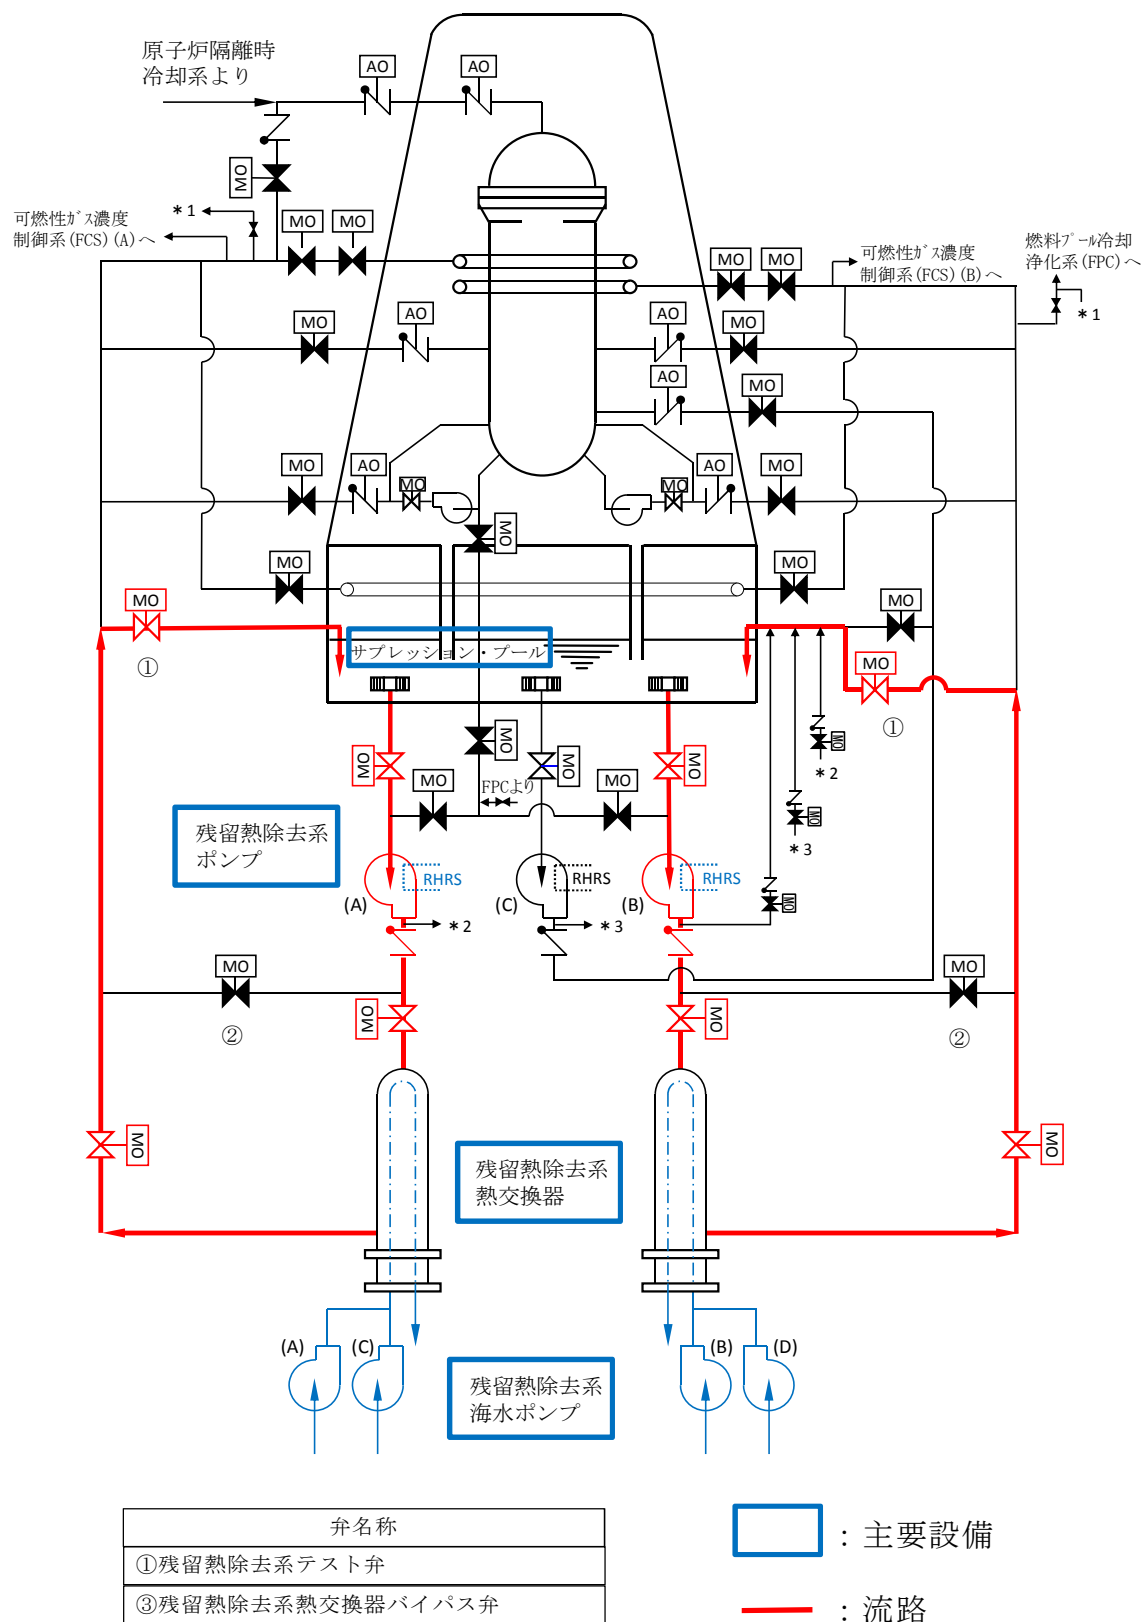 原子炉隔離時
冷却系より
AO
AO
MO
可燃性ガス濃度
制御系(FCS)(A)へ
*1
MO
MO
可燃性ガス濃度
制御系(FCS)(B)へ
燃料プール冷却
浄化系(FPC)へ
*1
MO
MO
MO
AO
AO
MO
AO
MO
MO
AO
MO
MO
AO
MO
MO
MO
MO
MO
MO
①
サプレッション・プール
MO
①
MO
MO
MO
MO
MO
*2
MO
FPCより
MO
MO
*3
残留熱除去系
ポンプ
RHRS
RHRS
RHRS
(A)
(C)
(B)
MO
*2
*3
MO
②
MO
MO
MO
②
MO
残留熱除去系
熱交換器
MO
(A)
(C)
(B)
(D)
残留熱除去系
海水ポンプ
弁名称
①残留熱除去系テスト弁
③残留熱除去系熱交換器バイパス弁
：主要設備
：流路